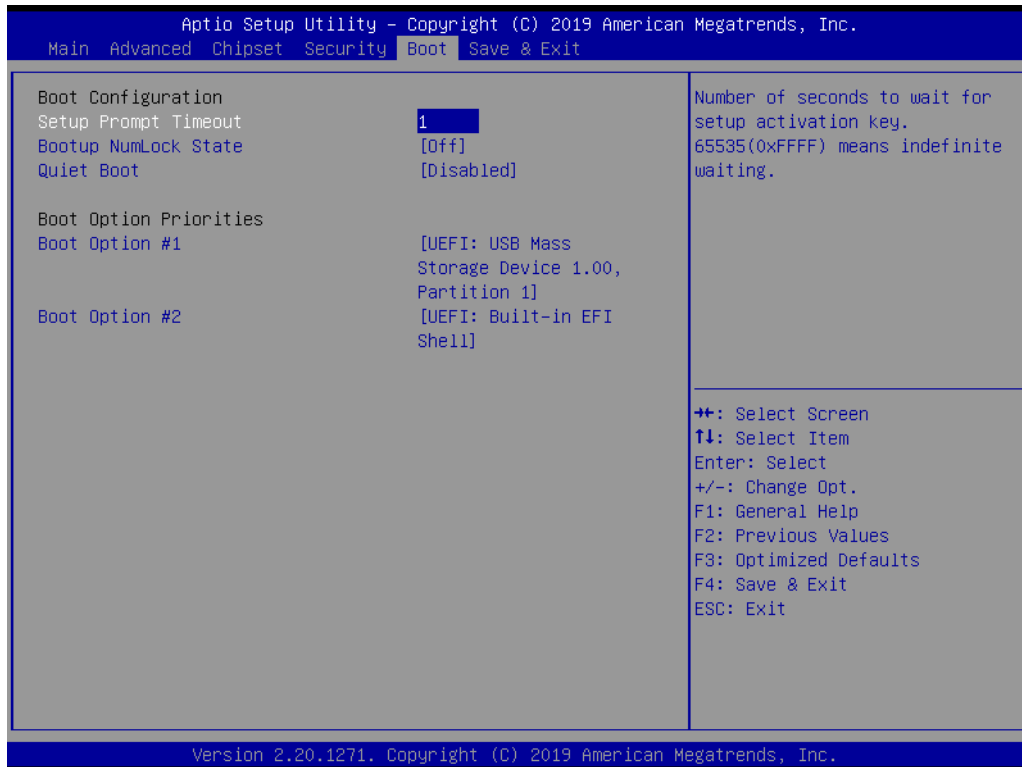 Aptio Setup Utility – Copyright (C) 2019 American Megatrends, Inc.
Main Advanced Chipset Security Boot Save & Exit
Boot Configuration
Setup Prompt Timeout 1
Bootup NumLock State [Off]
Quiet Boot [Disabled]
Boot Option Priorities
Boot Option #1 [UEFI: USB Mass
Storage Device 1.00,
Partition 1]
Boot Option #2 [UEFI: Built-in EFI
Shell]
Number of seconds to wait for
setup activation key.
65535(0xFFFF) means indefinite
waiting.
→←: Select Screen
↑↓: Select Item
Enter: Select
+/-: Change Opt.
F1: General Help
F2: Previous Values
F3: Optimized Defaults
F4: Save & Exit
ESC: Exit
Version 2.20.1271. Copyright (C) 2019 American Megatrends, Inc.